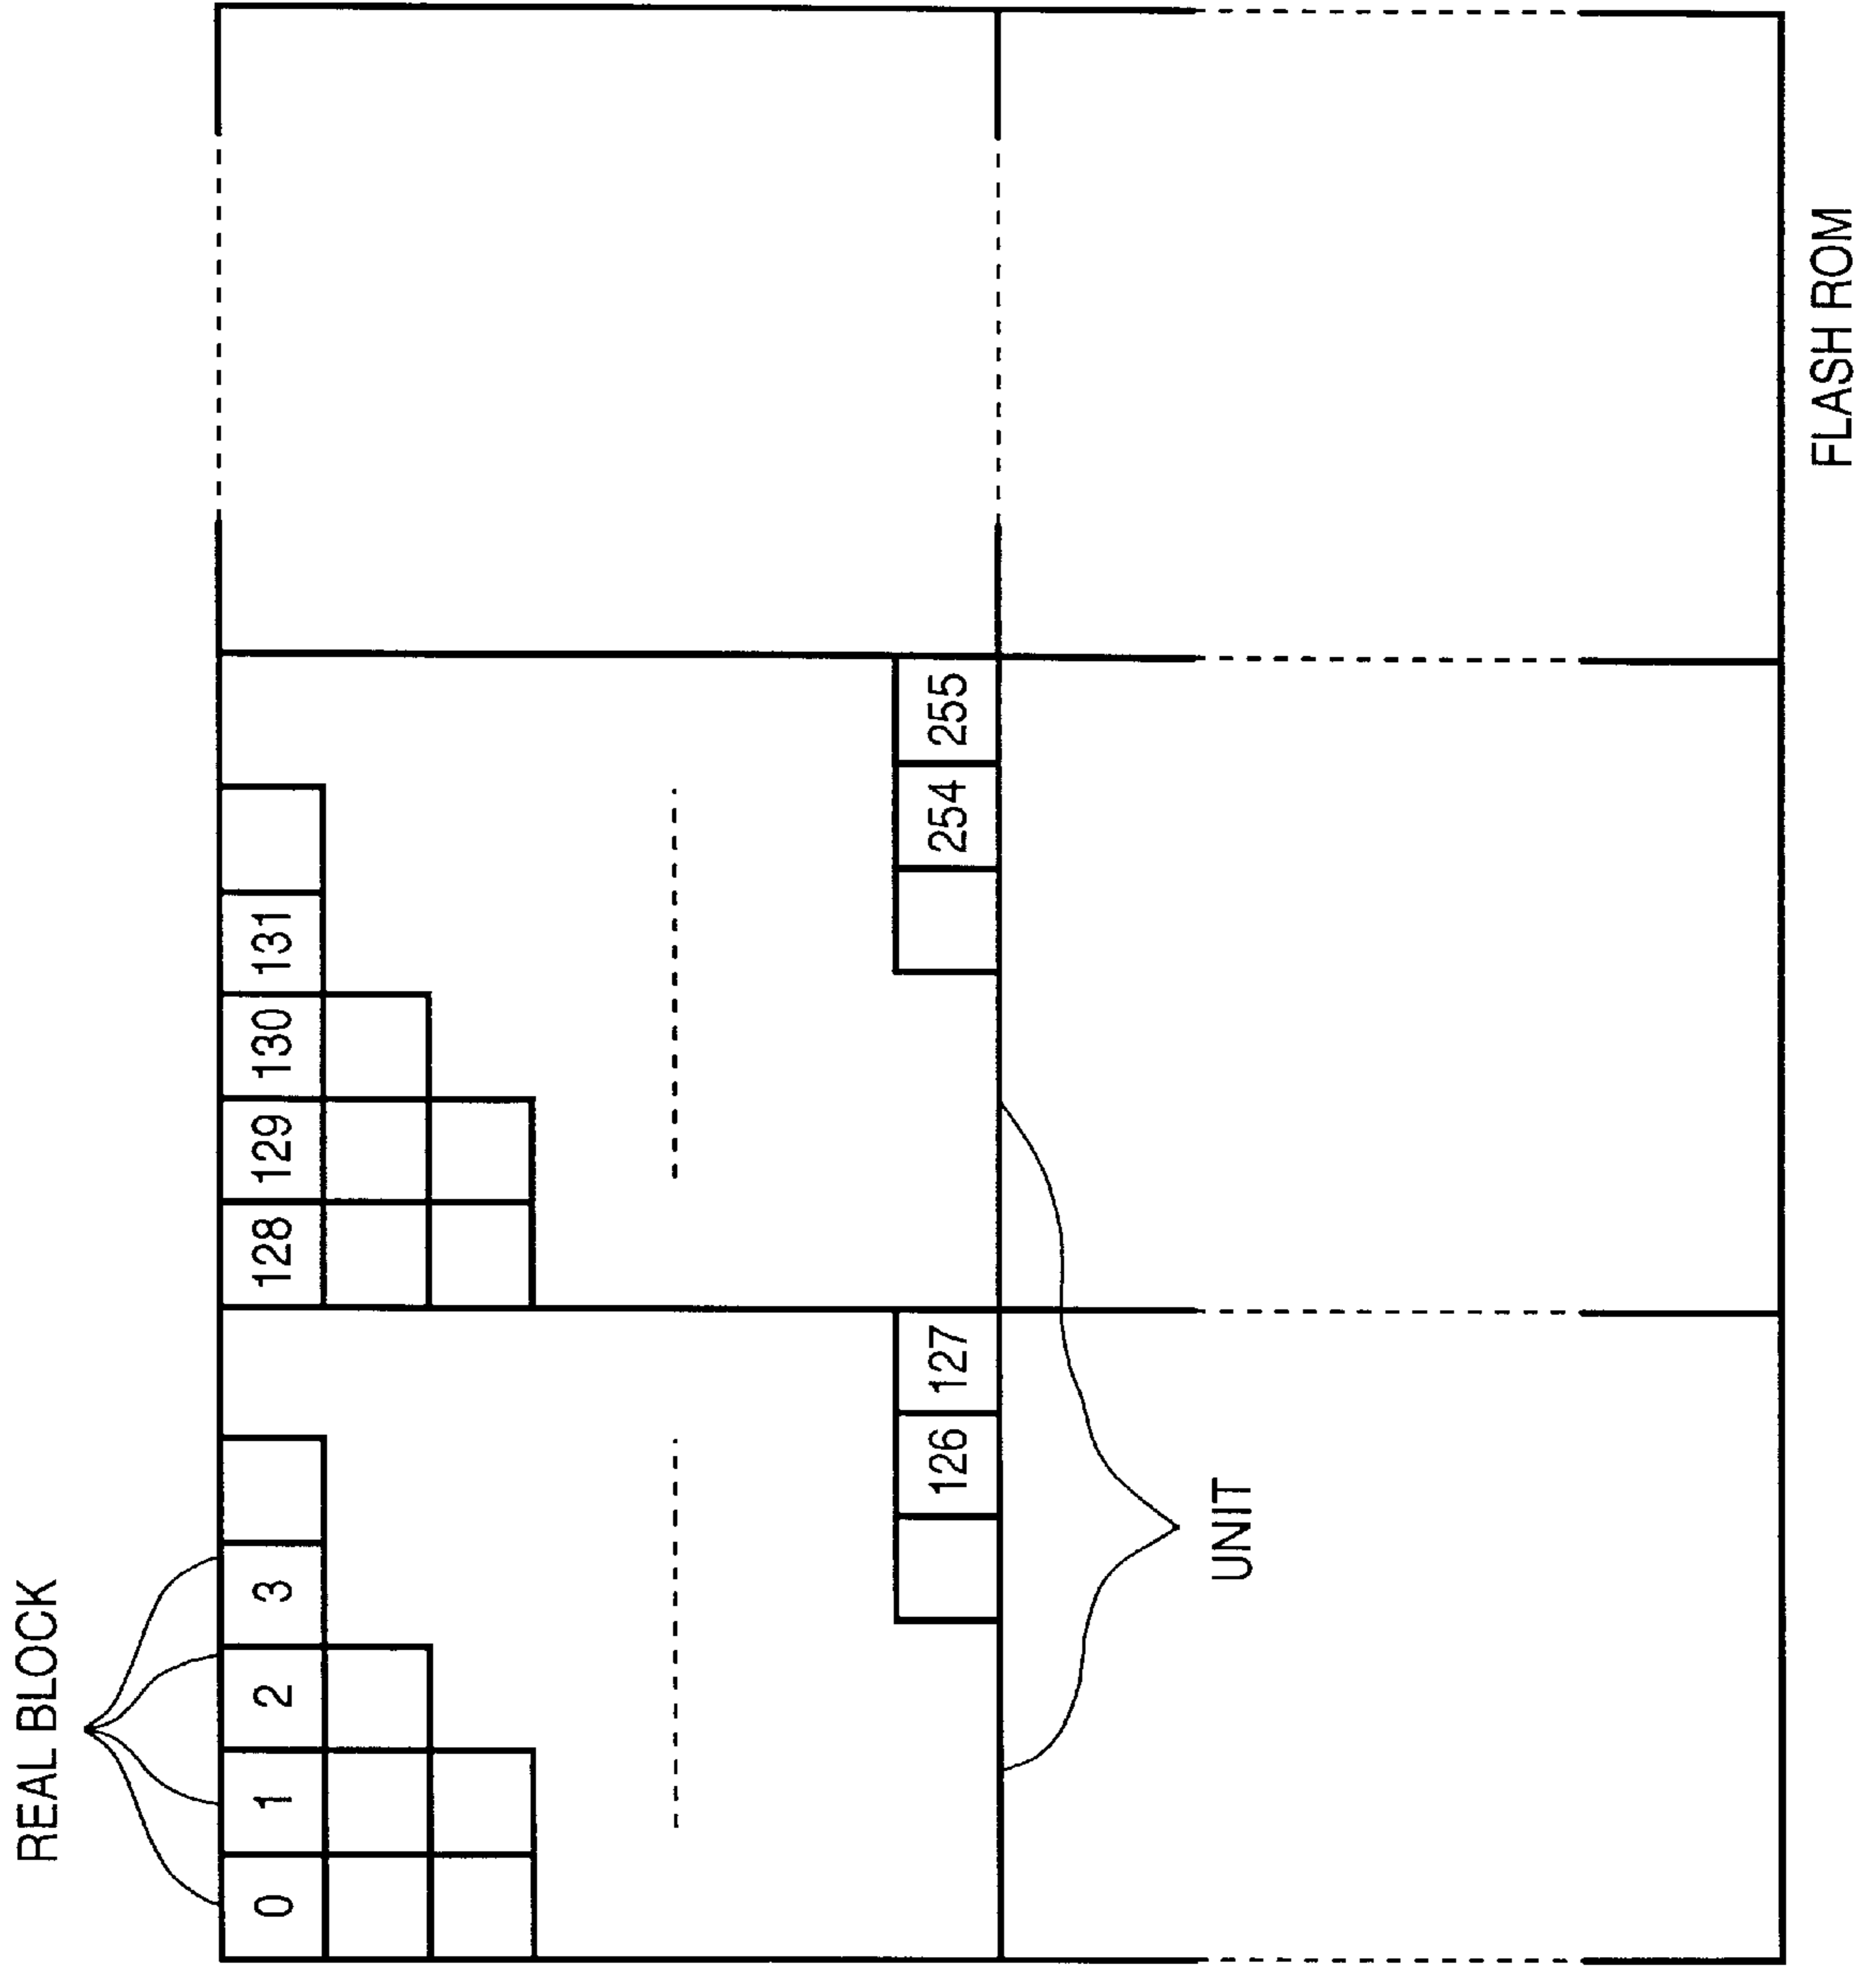 REAL BLOCK
0 1 2 3
128 129 130 131
126 127
254 255
UNIT
FLASH ROM